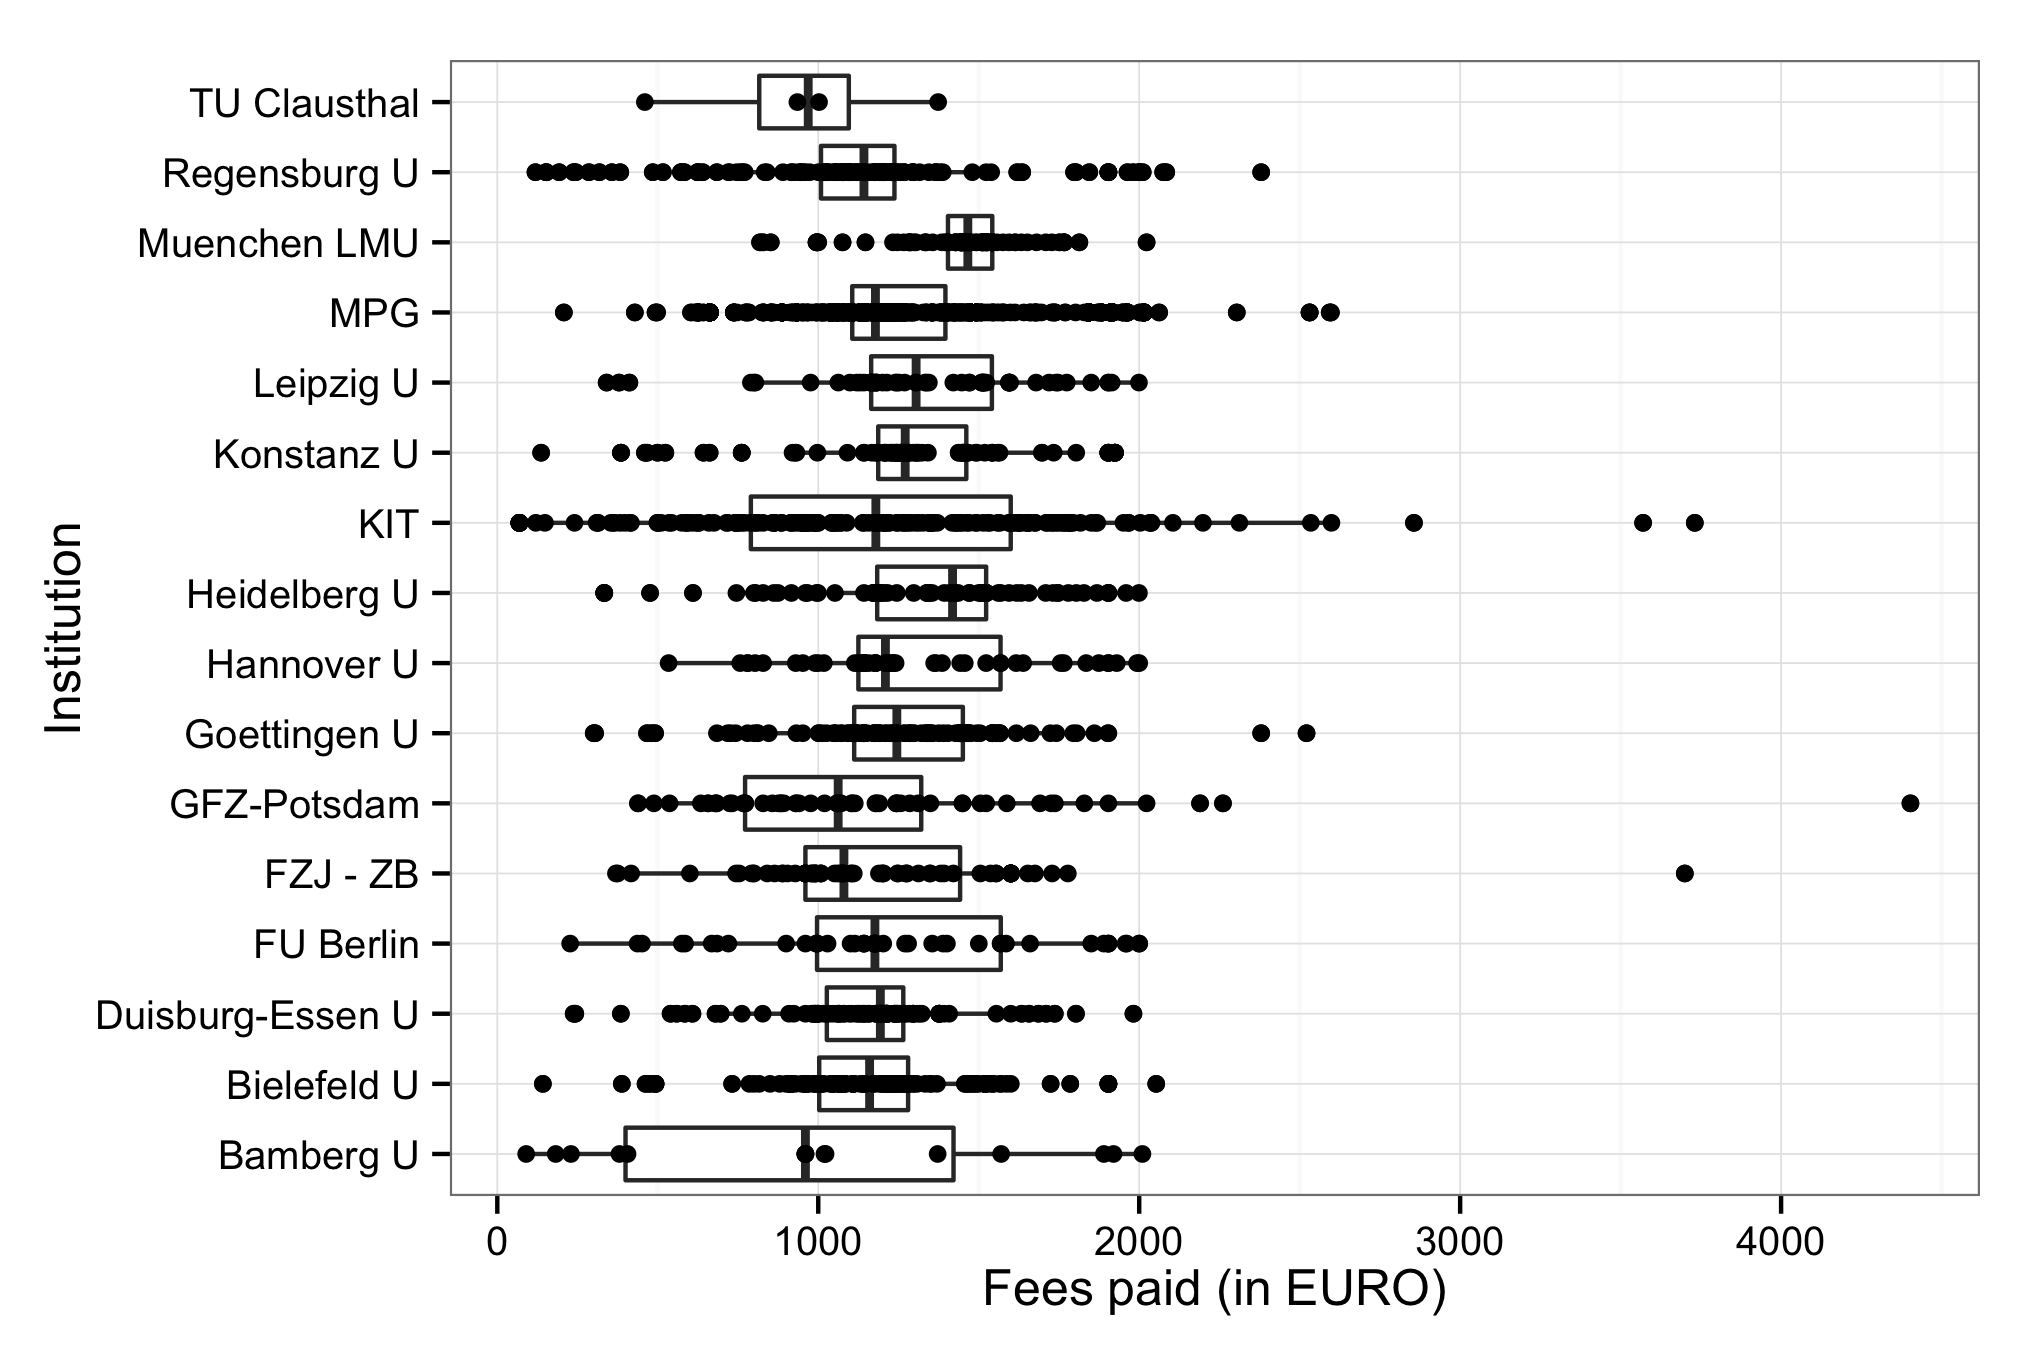 Institution
TU Clausthal
Regensburg U
Muenchen LMU
MPG
Leipzig U
Konstanz U
KIT
Heidelberg U
Hannover U
Goettingen U
GFZ-Potsdam
FZJ - ZB
FU Berlin
Duisburg-Essen U
Bielefeld U
Bamberg U
0 1000 2000 3000 4000
Fees paid (in EURO)